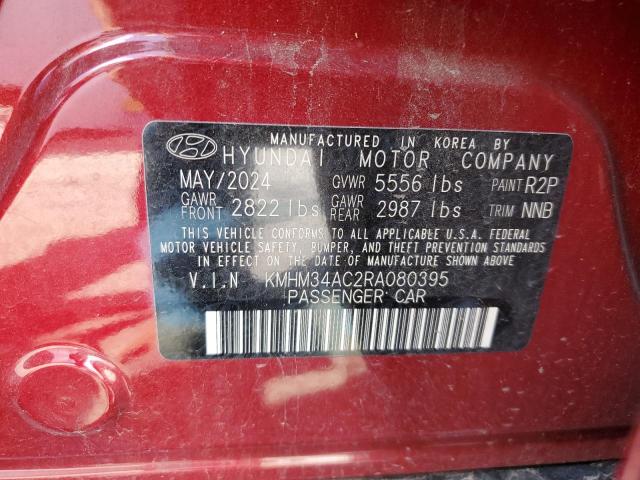 MANUFACTURED IN KOREA BY
HYUNDAI MOTOR COMPANY
MAY/2024 GVWR 5556 lbs PAINT R2P
GAWR FRONT 2822 lbs GAWR REAR 2987 lbs TRIM NNB
THIS VEHICLE CONFORMS TO ALL APPLICABLE U.S.A. FEDERAL
MOTOR VEHICLE SAFETY, BUMPER, AND THEFT PREVENTION STANDARDS
IN EFFECT ON THE DATE OF MANUFACTURE SHOWN ABOVE.
V.I.N KMHM34AC2RA080395
PASSENGER CAR